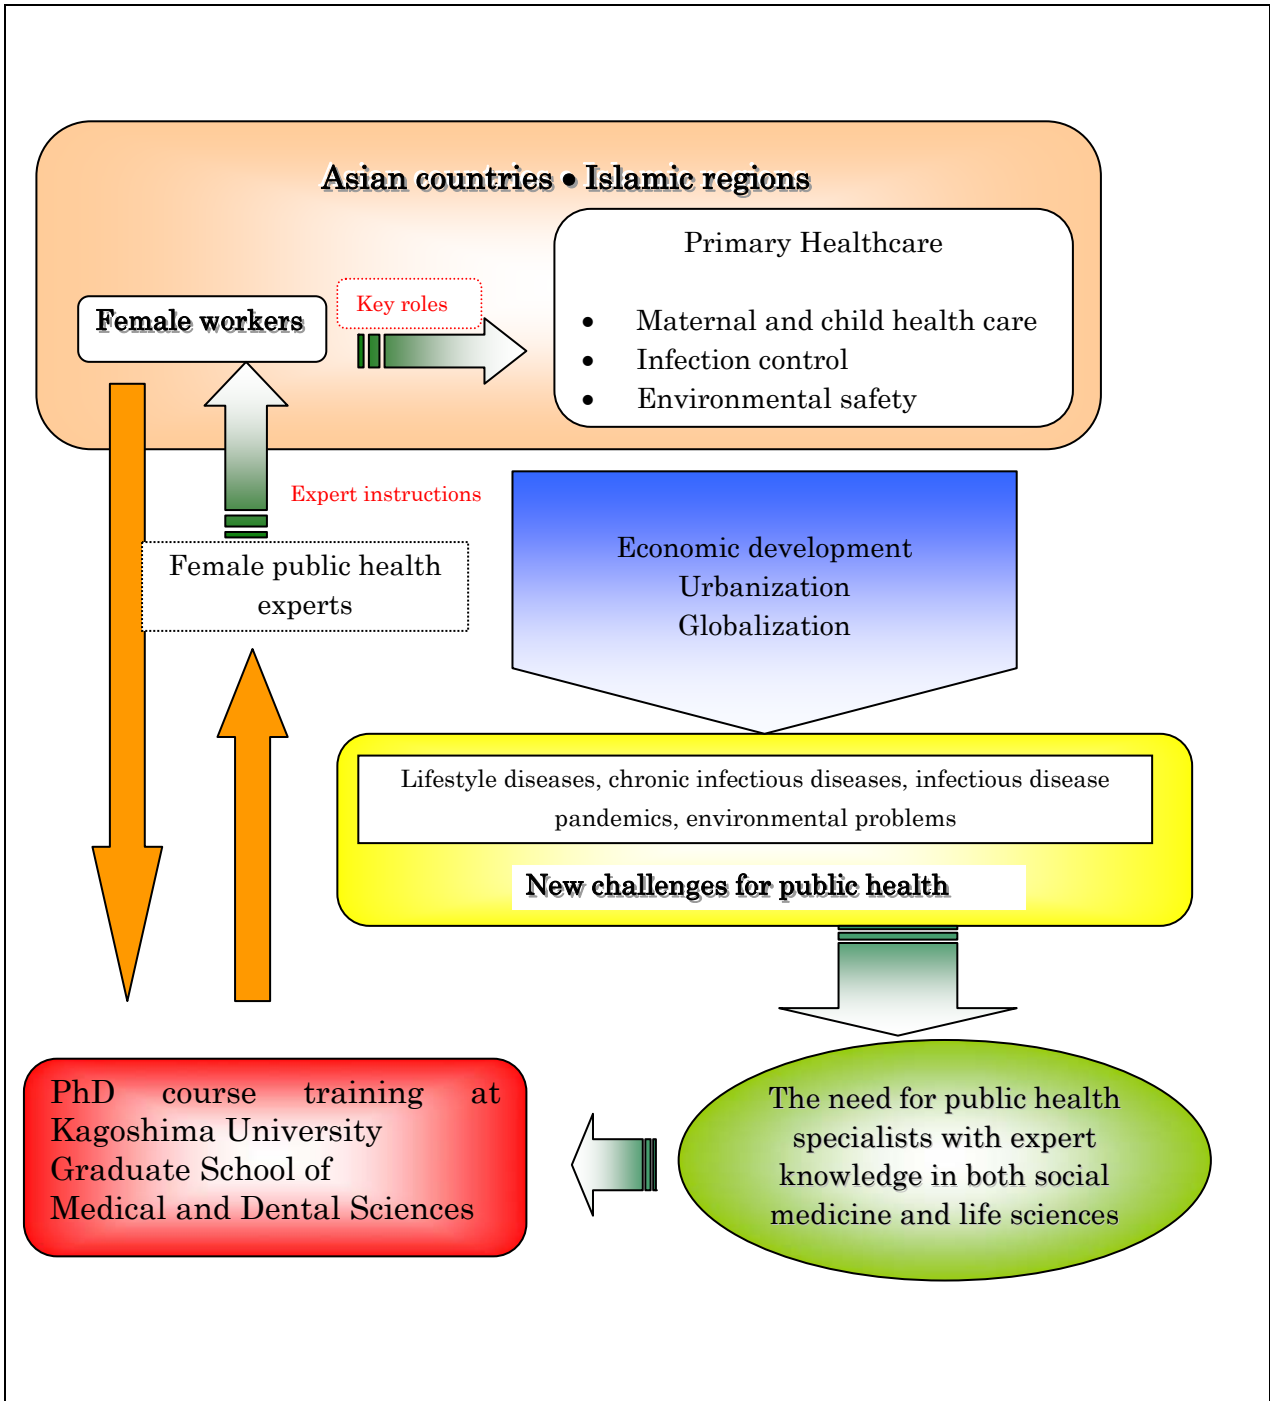 Asian countries • Islamic regions
Primary Healthcare
• Maternal and child health care
• Infection control
• Environmental safety
Key roles
Female workers
Expert instructions
Female public health
experts
Economic development
Urbanization
Globalization
Lifestyle diseases, chronic infectious diseases, infectious disease
pandemics, environmental problems
New challenges for public health
The need for public health
specialists with expert
knowledge in both social
medicine and life sciences
PhD course training at
Kagoshima University
Graduate School of
Medical and Dental Sciences